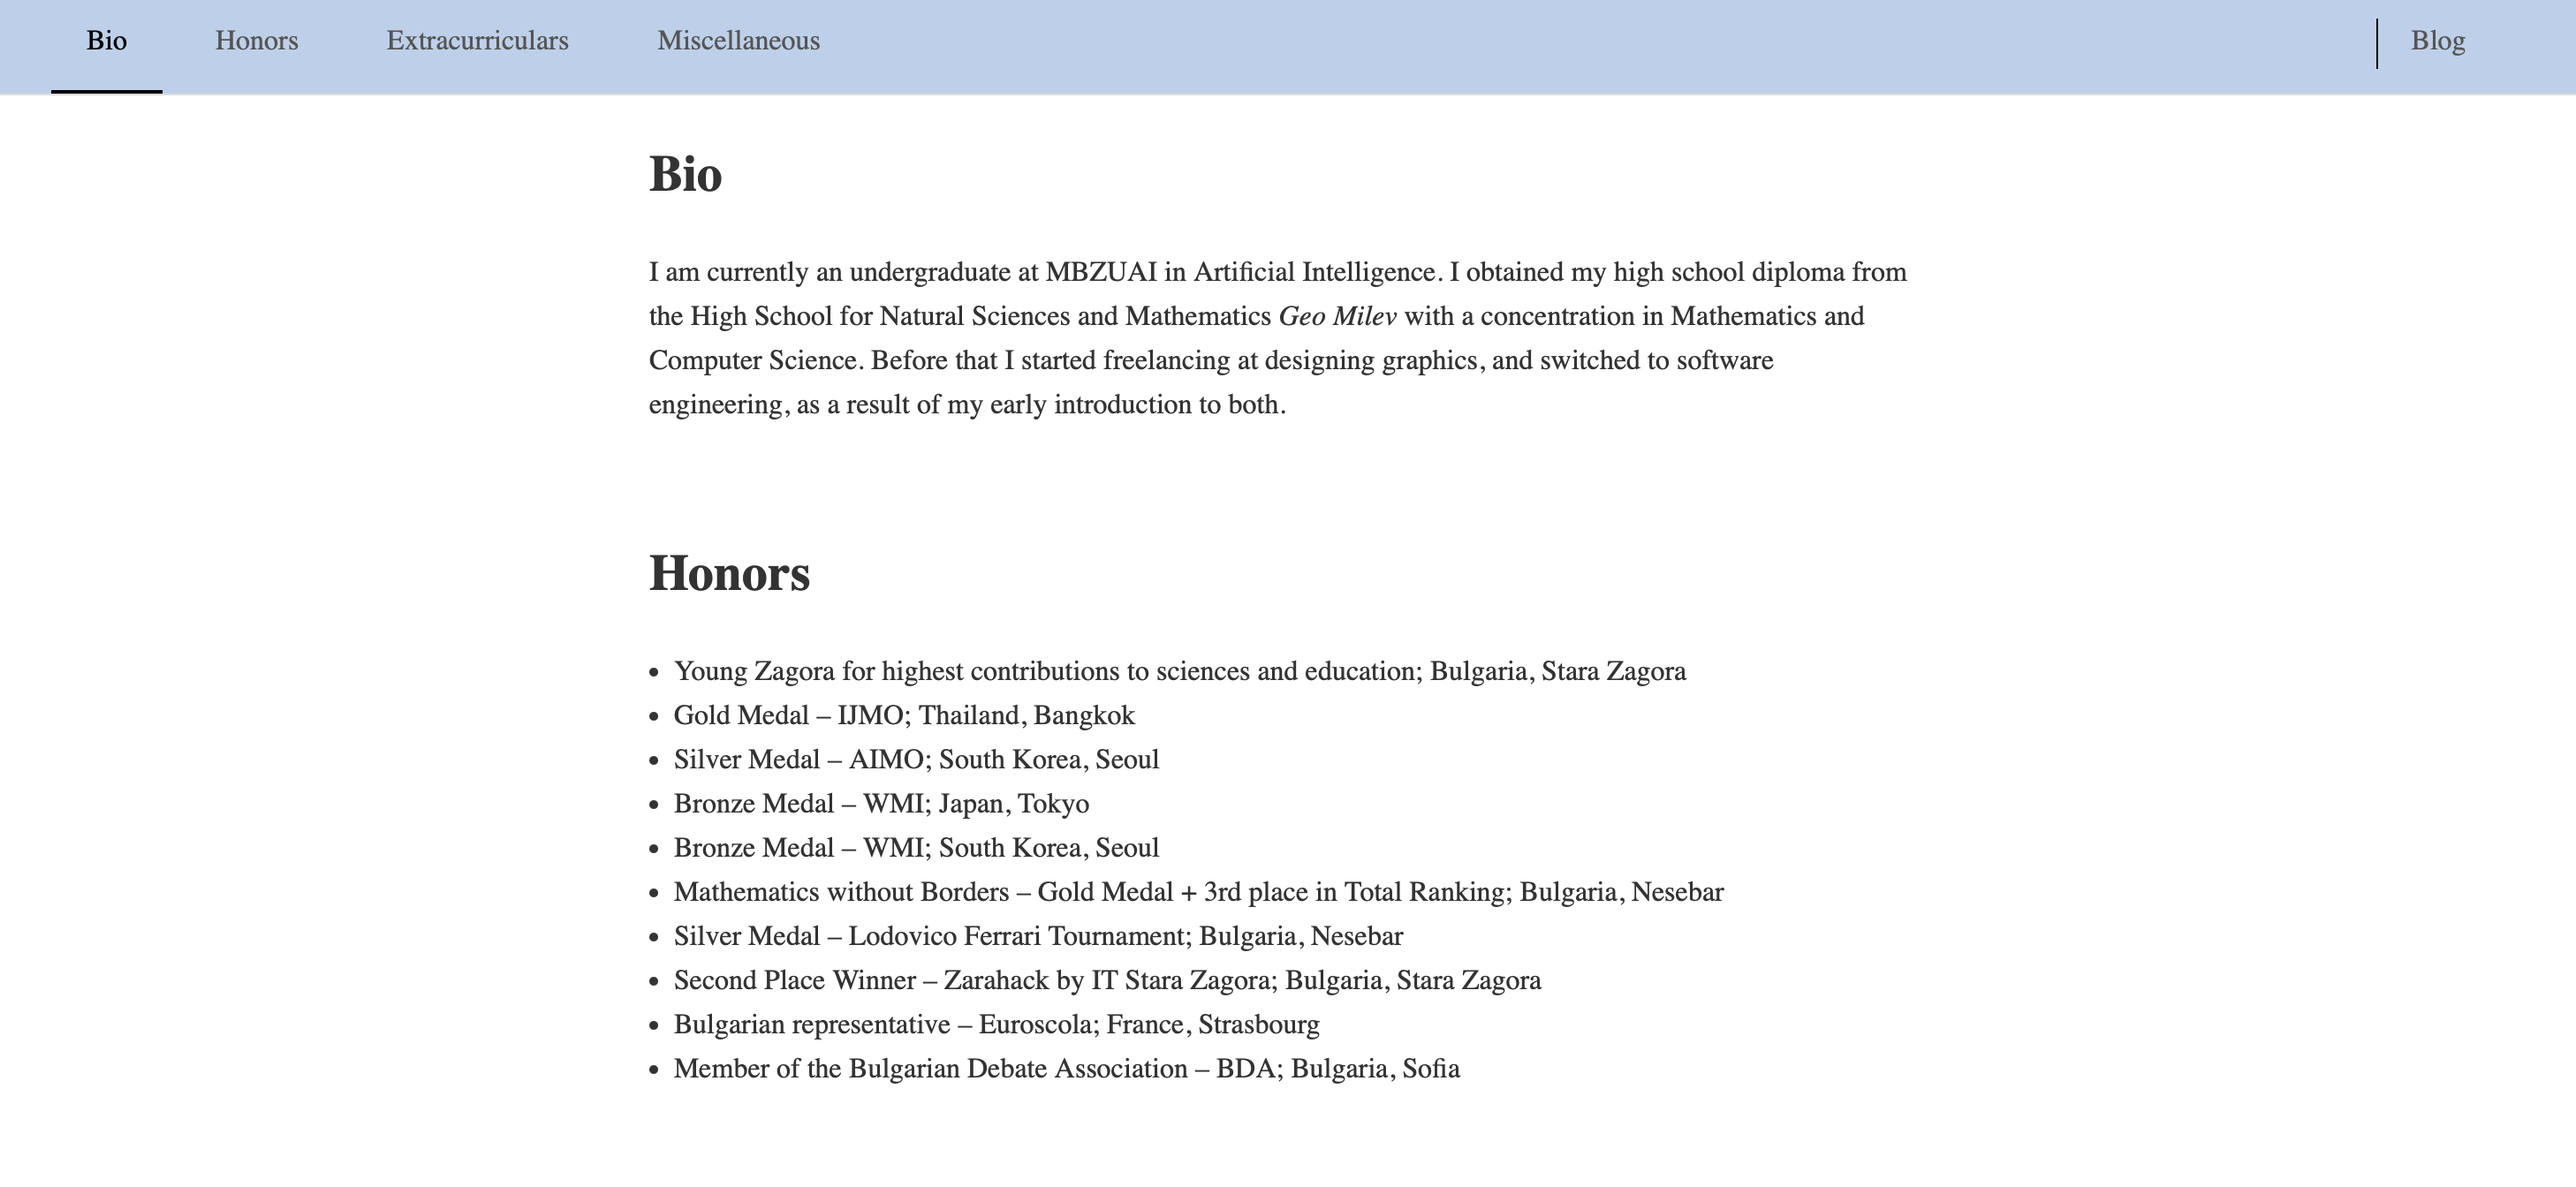 Bio
Honors
Extracurriculars
Miscellaneous
Blog
Bio
I am currently an undergraduate at MBZUAI in Artificial Intelligence. I obtained my high school diploma from
the High School for Natural Sciences and Mathematics Geo Milev with a concentration in Mathematics and
Computer Science. Before that I started freelancing at designing graphics, and switched to software
engineering, as a result of my early introduction to both.
Honors
• Young Zagora for highest contributions to sciences and education; Bulgaria, Stara Zagora
• Gold Medal – IJMO; Thailand, Bangkok
• Silver Medal – AIMO; South Korea, Seoul
• Bronze Medal – WMI; Japan, Tokyo
• Bronze Medal – WMI; South Korea, Seoul
• Mathematics without Borders – Gold Medal + 3rd place in Total Ranking; Bulgaria, Nesebar
• Silver Medal – Lodovico Ferrari Tournament; Bulgaria, Nesebar
• Second Place Winner – Zarahack by IT Stara Zagora; Bulgaria, Stara Zagora
• Bulgarian representative – Euroscola; France, Strasbourg
• Member of the Bulgarian Debate Association – BDA; Bulgaria, Sofia